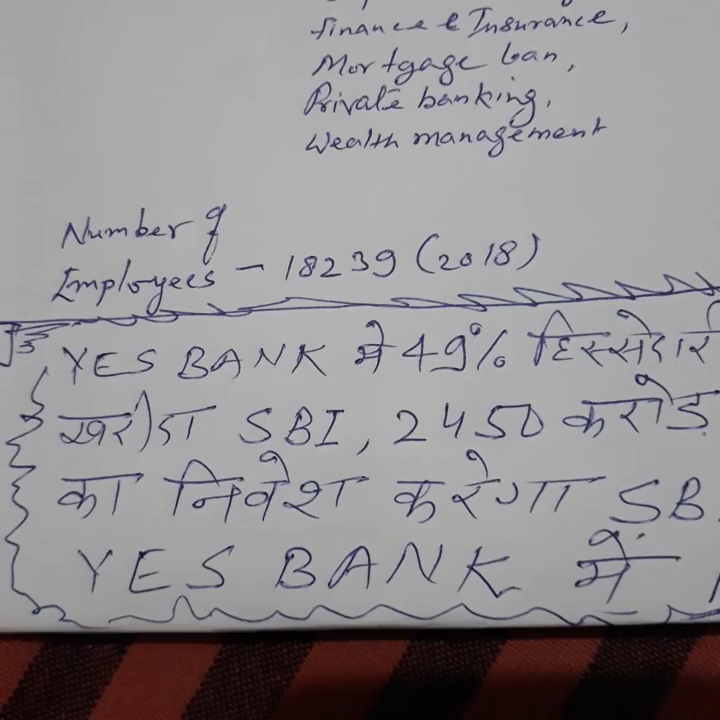 Finance & Insurance,
Mortgage loan,
Private banking,
Wealth management
Number of
Employees - 18239 (2018)
YES BANK मे 49% हिस्सेदारी
खरीदा SBI, 2450 करोड़
का निवेश करेगा SB
YES BANK में